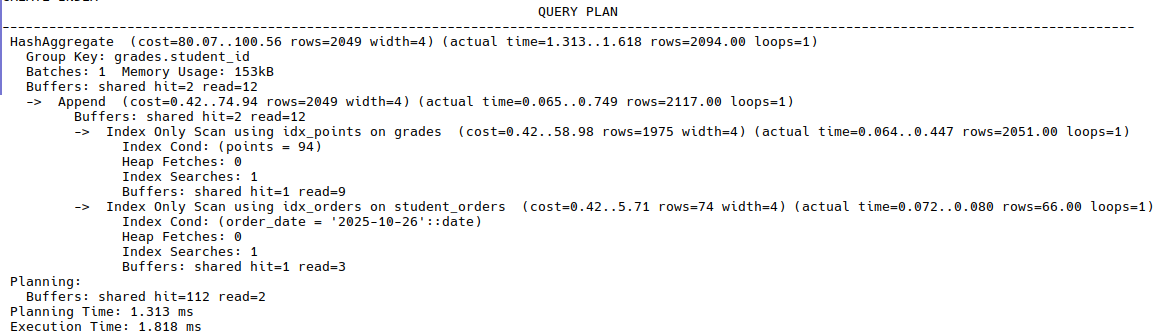 QUERY PLAN
--------------------------------------------------------------------------------------------------------------------------------------------
HashAggregate  (cost=80.07..100.56 rows=2049 width=4) (actual time=1.313..1.618 rows=2094.00 loops=1)
  Group Key: grades.student_id
  Batches: 1  Memory Usage: 153kB
  Buffers: shared hit=2 read=12
  ->  Append  (cost=0.42..74.94 rows=2049 width=4) (actual time=0.065..0.749 rows=2117.00 loops=1)
        Buffers: shared hit=2 read=12
        ->  Index Only Scan using idx_points on grades  (cost=0.42..58.98 rows=1975 width=4) (actual time=0.064..0.447 rows=2051.00 loops=1)
              Index Cond: (points = 94)
              Heap Fetches: 0
              Index Searches: 1
              Buffers: shared hit=1 read=9
        ->  Index Only Scan using idx_orders on student_orders  (cost=0.42..5.71 rows=74 width=4) (actual time=0.072..0.080 rows=66.00 loops=1)
              Index Cond: (order_date = '2025-10-26'::date)
              Heap Fetches: 0
              Index Searches: 1
              Buffers: shared hit=1 read=3
Planning:
  Buffers: shared hit=112 read=2
Planning Time: 1.313 ms
Execution Time: 1.818 ms